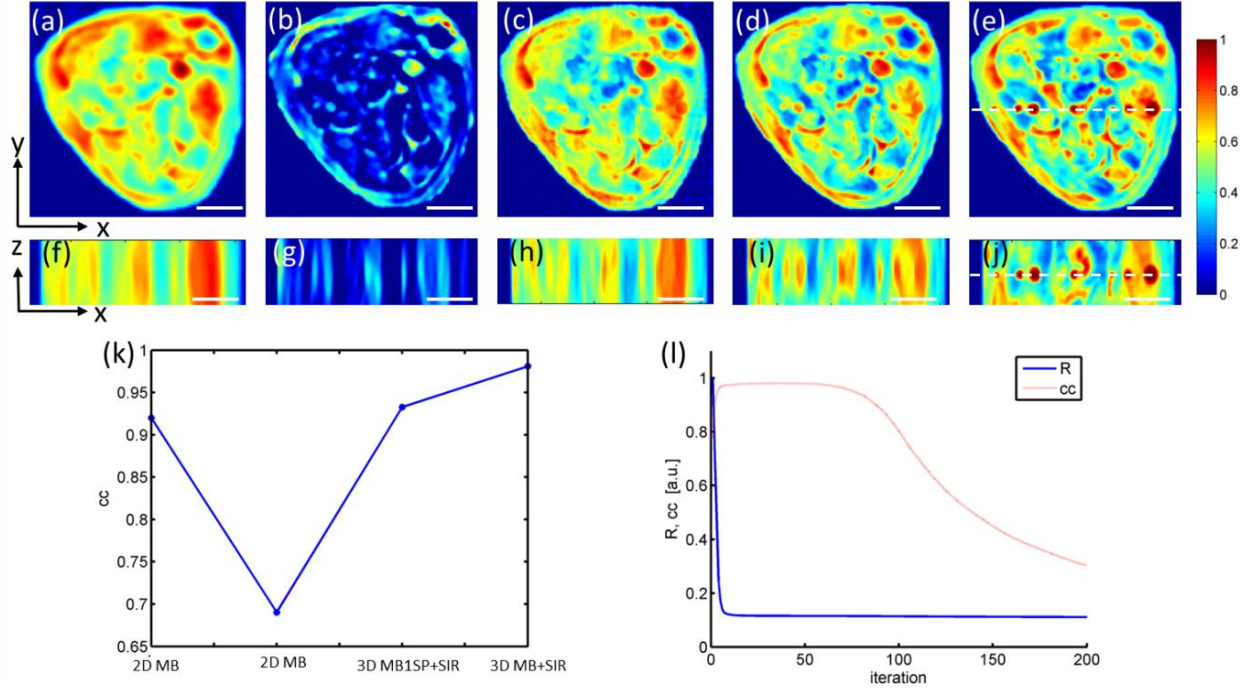 (a) (b) (c) (d) (e)
1
0.8
0.6
0.4
0.2
0
y
x
z
x
(f) (g) (h) (i) (j)
(k)
1
0.95
0.9
0.85
0.8
0.75
0.7
0.65
cc
2D MB 2D MB 3D MB1SP+SIR 3D MB+SIR
(l)
R
cc
1
0.8
0.6
0.4
0.2
0
R, cc [a.u.]
0 50 100 150 200
iteration